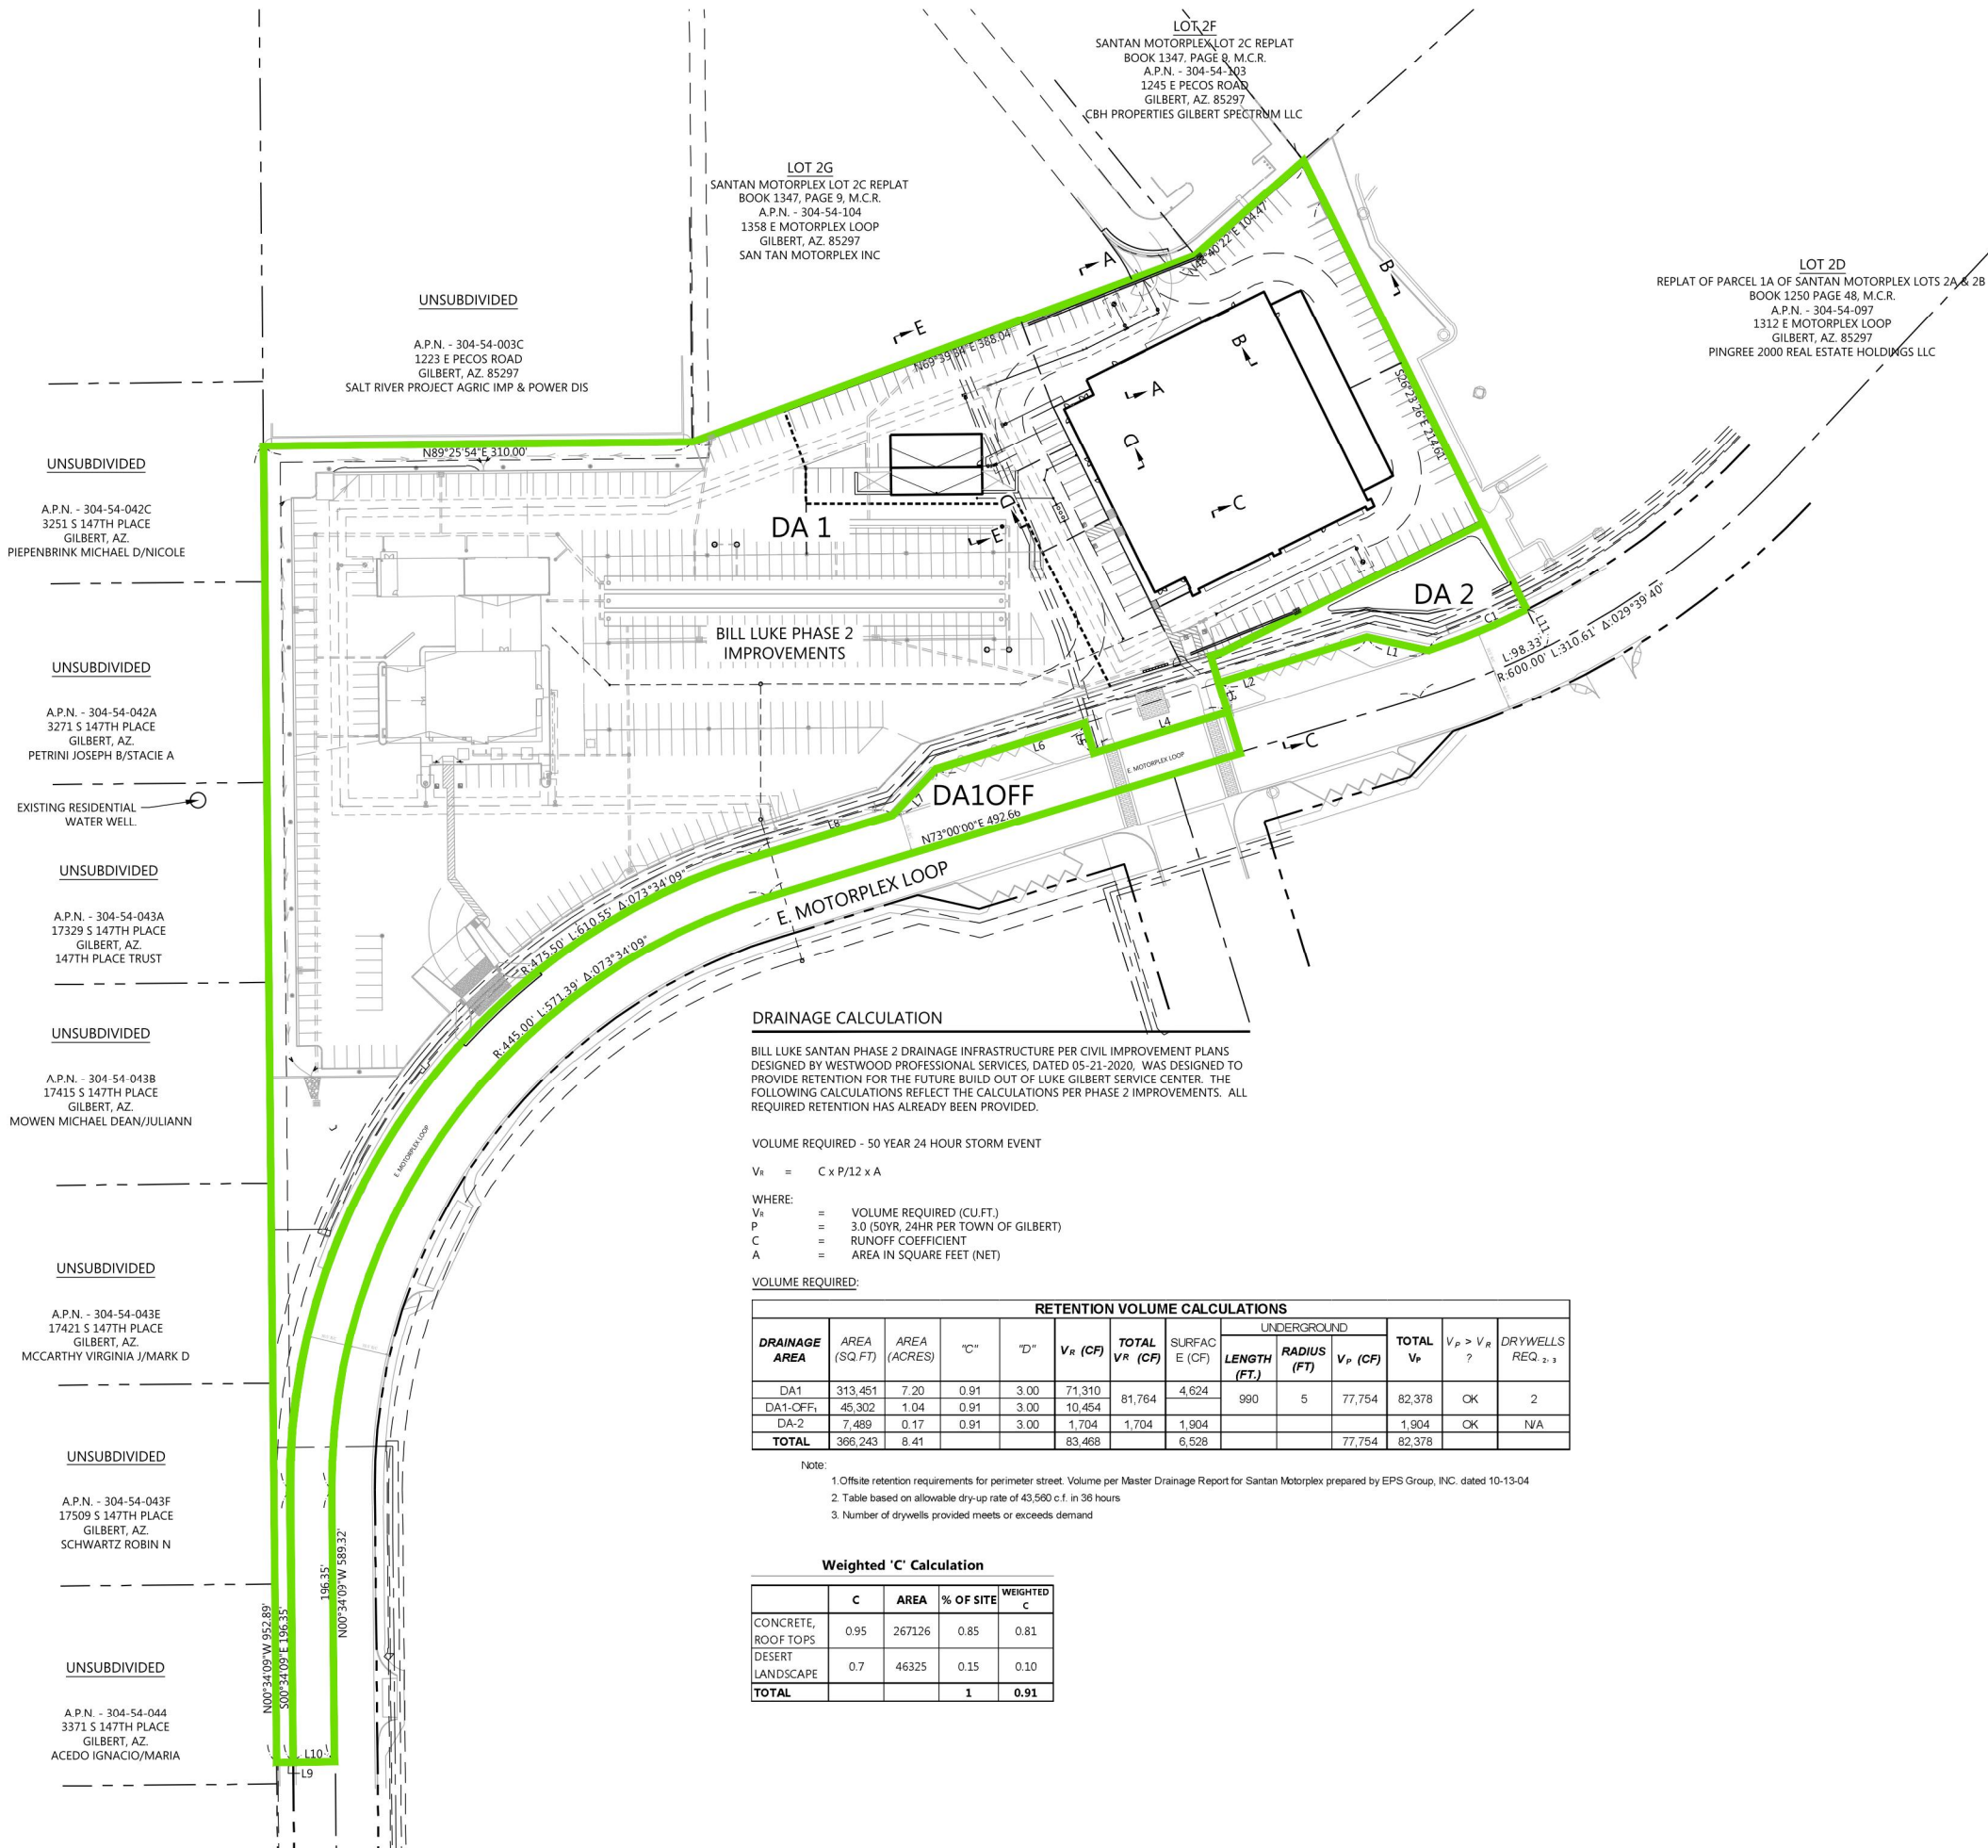 LOT 2F
SANTAN MOTORPLEX LOT 2C REPLAT
BOOK 1347, PAGE 9, M.C.R.
A.P.N. - 304-54-103
1245 E PECOS ROAD
GILBERT, AZ. 85297
CBH PROPERTIES GILBERT SPECTRUM LLC
LOT 2G
SANTAN MOTORPLEX LOT 2C REPLAT
BOOK 1347, PAGE 9, M.C.R.
A.P.N. - 304-54-104
1358 E MOTORPLEX LOOP
GILBERT, AZ. 85297
SAN TAN MOTORPLEX INC
LOT 2D
REPLAT OF PARCEL 1A OF SANTAN MOTORPLEX LOTS 2A & 2B
BOOK 1250 PAGE 48, M.C.R.
A.P.N. - 304-54-097
1312 E MOTORPLEX LOOP
GILBERT, AZ. 85297
PINGREE 2000 REAL ESTATE HOLDINGS LLC
UNSUBDIVIDED
A.P.N. - 304-54-003C
1223 E PECOS ROAD
GILBERT, AZ. 85297
SALT RIVER PROJECT AGRIC IMP & POWER DIS
UNSUBDIVIDED
A.P.N. - 304-54-042C
3251 S 147TH PLACE
GILBERT, AZ.
PIEPENBRINK MICHAEL D/NICOLE
UNSUBDIVIDED
A.P.N. - 304-54-042A
3271 S 147TH PLACE
GILBERT, AZ.
PETRINI JOSEPH B/STACIE A
EXISTING RESIDENTIAL
WATER WELL.
UNSUBDIVIDED
A.P.N. - 304-54-043A
17329 S 147TH PLACE
GILBERT, AZ.
147TH PLACE TRUST
UNSUBDIVIDED
A.P.N. - 304-54-043B
17415 S 147TH PLACE
GILBERT, AZ.
MOWEN MICHAEL DEAN/JULIANN
UNSUBDIVIDED
A.P.N. - 304-54-043E
17421 S 147TH PLACE
GILBERT, AZ.
MCCARTHY VIRGINIA J/MARK D
UNSUBDIVIDED
A.P.N. - 304-54-043F
17509 S 147TH PLACE
GILBERT, AZ.
SCHWARTZ ROBIN N
UNSUBDIVIDED
A.P.N. - 304-54-044
3371 S 147TH PLACE
GILBERT, AZ.
ACEDO IGNACIO/MARIA
N89°25'54"E 310.00'
N69°39'34"E 388.04'
N48°40'22"E 104.47'
S26°23'26"E 214.61'
A
A
B
B
C
C
D
D
E
E
DA 1
DA 2
DA1OFF
BILL LUKE PHASE 2
IMPROVEMENTS
L1
L2
L3
L4
L5
L6
L7
L8
L9
L10
L11
C1
L:98.33'
R:600.00' L:310.61' Δ:029°39'40"
E. MOTORPLEX LOOP
N73°00'00"E 492.66'
E. MOTORPLEX LOOP
R:475.50' L:610.55' Δ:073°34'09"
R:445.00' L:571.39' Δ:073°34'09"
E. MOTORPLEX LOOP
N00°34'09"W 952.89'
S00°34'09"E 196.35'
196.35'
N00°34'09"W 589.32'
DRAINAGE CALCULATION
BILL LUKE SANTAN PHASE 2 DRAINAGE INFRASTRUCTURE PER CIVIL IMPROVEMENT PLANS
DESIGNED BY WESTWOOD PROFESSIONAL SERVICES, DATED 05-21-2020, WAS DESIGNED TO
PROVIDE RETENTION FOR THE FUTURE BUILD OUT OF LUKE GILBERT SERVICE CENTER. THE
FOLLOWING CALCULATIONS REFLECT THE CALCULATIONS PER PHASE 2 IMPROVEMENTS. ALL
REQUIRED RETENTION HAS ALREADY BEEN PROVIDED.
VOLUME REQUIRED - 50 YEAR 24 HOUR STORM EVENT
VR = C x P/12 x A
WHERE:
VR = VOLUME REQUIRED (CU.FT.)
P = 3.0 (50YR, 24HR PER TOWN OF GILBERT)
C = RUNOFF COEFFICIENT
A = AREA IN SQUARE FEET (NET)
VOLUME REQUIRED:
RETENTION VOLUME CALCULATIONS
DRAINAGE AREA AREA (SQ.FT) AREA (ACRES) "C" "D" VR (CF) TOTAL VR (CF) SURFAC E (CF) UNDERGROUND LENGTH (FT.) RADIUS (FT) VP (CF) TOTAL VP VP > VR ? DRYWELLS REQ. 2, 3
DA1 313,451 7.20 0.91 3.00 71,310 81,764 4,624 990 5 77,754 82,378 OK 2
DA1-OFF1 45,302 1.04 0.91 3.00 10,454
DA-2 7,489 0.17 0.91 3.00 1,704 1,704 1,904 1,904 OK N/A
TOTAL 366,243 8.41 83,468 6,528 77,754 82,378
Note:
1.Offsite retention requirements for perimeter street. Volume per Master Drainage Report for Santan Motorplex prepared by EPS Group, INC. dated 10-13-04
2. Table based on allowable dry-up rate of 43,560 c.f. in 36 hours
3. Number of drywells provided meets or exceeds demand
Weighted 'C' Calculation
C AREA % OF SITE WEIGHTED C
CONCRETE, ROOF TOPS 0.95 267126 0.85 0.81
DESERT LANDSCAPE 0.7 46325 0.15 0.10
TOTAL 1 0.91